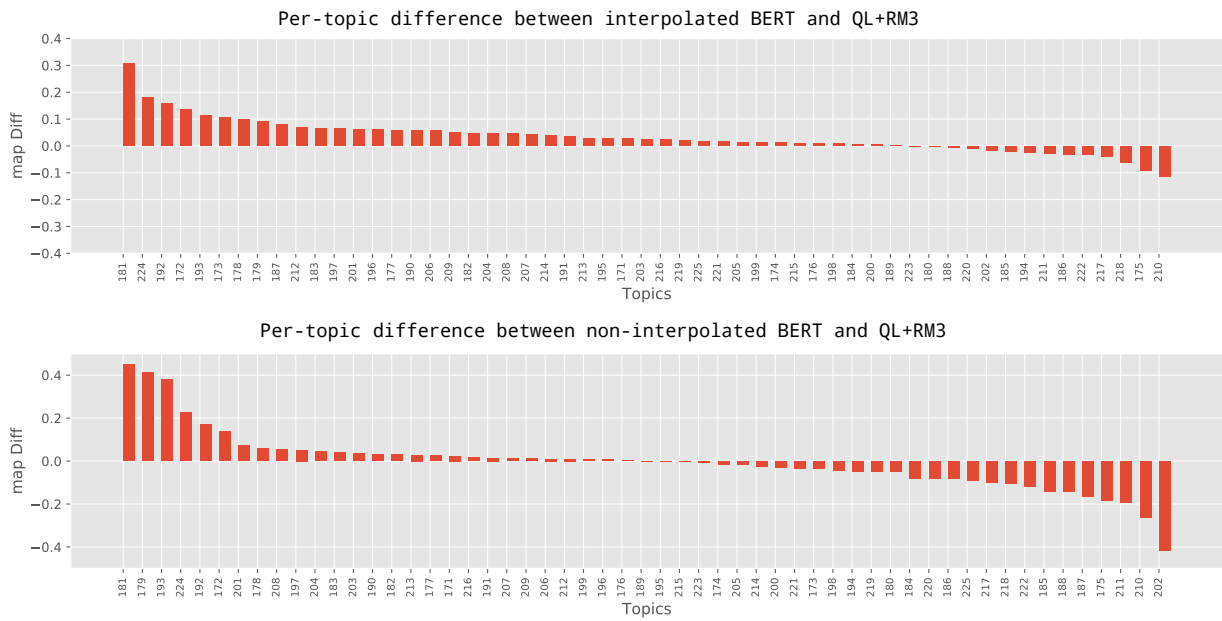 Per-topic difference between interpolated BERT and QL+RM3
0.4
0.3
0.2
0.1
0.0
−0.1
−0.2
−0.3
−0.4
map Diff
181 224 192 172 193 173 178 179 187 212 183 197 201 196 177 190 206 209 182 204 208 207 214 191 213 195 171 203 216 219 225 221 205 199 174 215 176 198 184 200 189 223 180 188 220 202 185 194 211 186 222 217 218 175 210
Topics
Per-topic difference between non-interpolated BERT and QL+RM3
0.4
0.2
0.0
−0.2
−0.4
map Diff
181 179 193 224 192 172 201 178 208 197 204 183 203 190 182 213 177 171 216 191 207 209 206 212 199 196 176 189 195 215 223 174 205 214 200 221 173 198 194 219 180 184 220 186 225 217 218 222 185 188 187 175 211 210 202
Topics